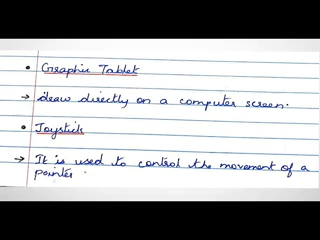 • Graphic Tablet
→ draw directly on a computer screen.
• Joystick
→ It is used to control the movement of a
pointer.